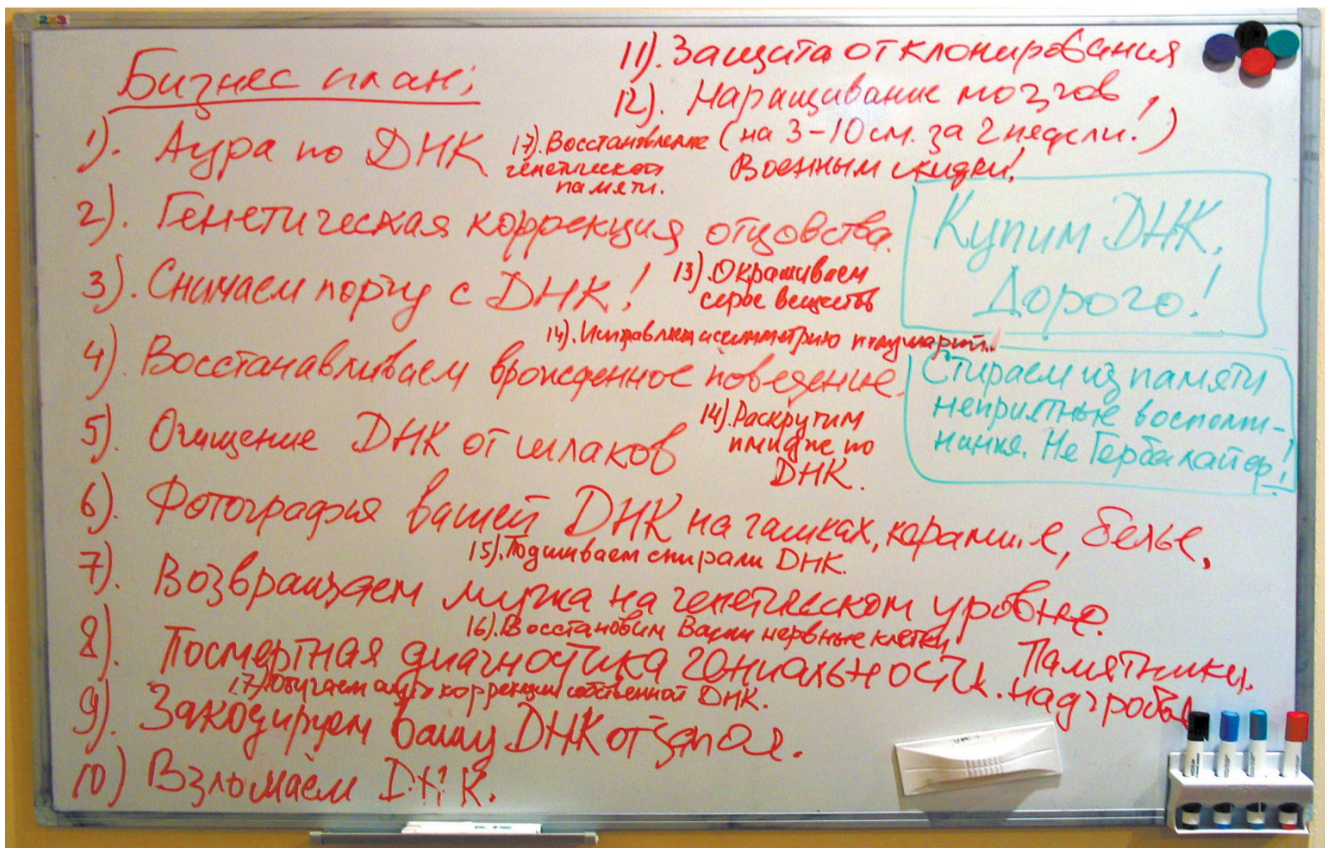 Бизнес план:
1). Аура по ДНК
2). Генетическая коррекция отцовства.
3). Снимаем порчу с ДНК!
4). Восстанавливаем врожденное поведение.
5). Очищение ДНК от шлаков
6). Фотография вашей ДНК на чашках, керамике, белье,
Памятники.
надгробья
7). Возвращаем мужа на генетическом уровне.
8). Посмертная диагностика гениальности.
9). Закодируем вашу ДНК от запоя.
10) Взломаем ДНК.
11). Защита от клонирования
12). Наращивание мозгов,
(на 3-10 см. за 2 недели!)
Военным скидки!
13). Окрашиваем
серое вещество
14). Исправляем асимметрию полушарий.
14). Раскрутим
имидж по
ДНК.
15). Подшиваем спирали ДНК.
16). Восстановим Ваши нервные клетки
17). Обучаем коррекции собственной ДНК.
17). Восстановление
генетической
памяти.
Купим ДНК.
Дорого!
Стираем из памяти
неприятные воспоми-
нания. Не Гербалайф!